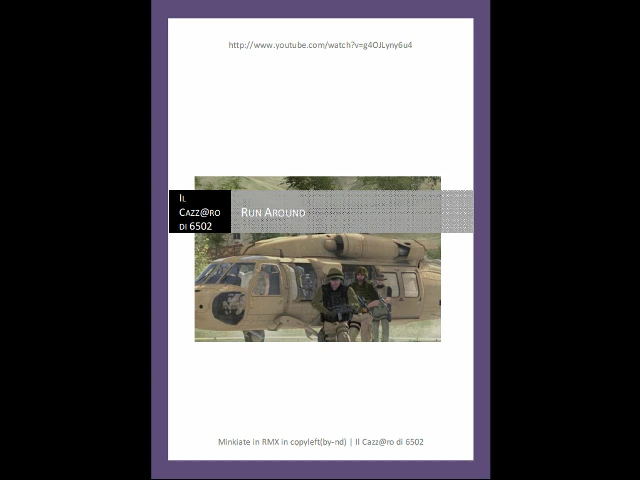 http://www.youtube.com/watch?v=g4OJLyny6u4
IL
CAZZ@RO
DI 6502
RUN AROUND
Minkiate in RMX in copyleft(by-nd) | Il Cazz@ro di 6502